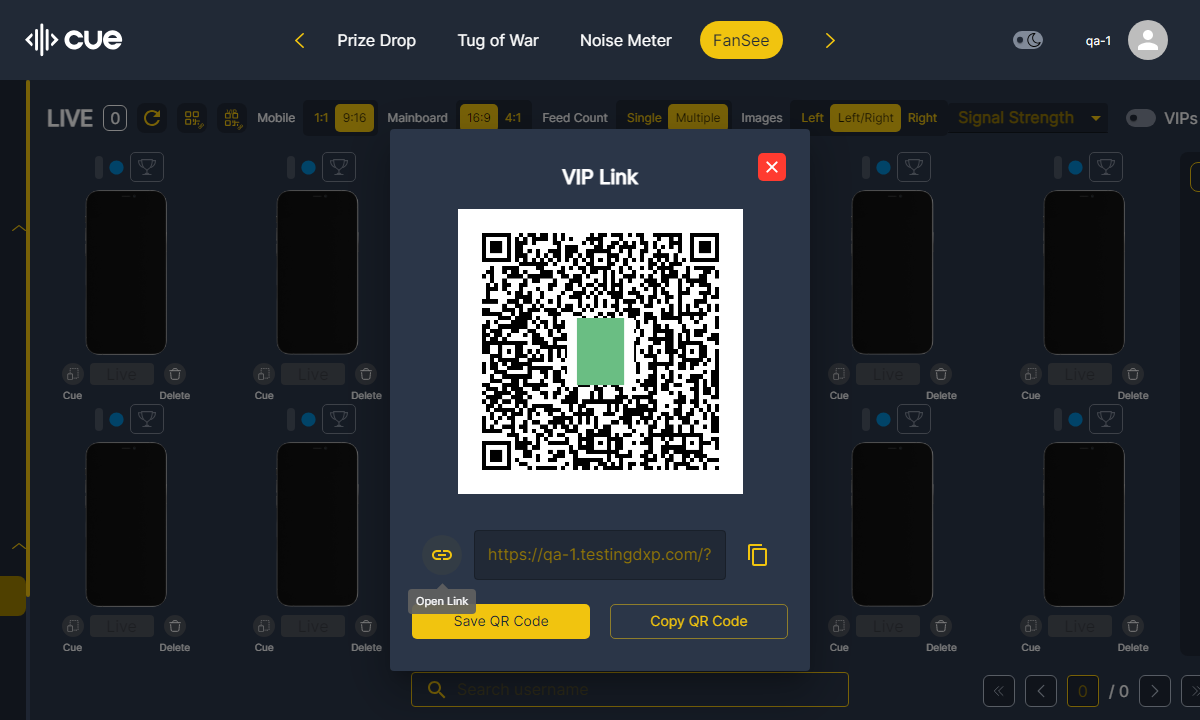 cue
Prize Drop
Tug of War
Noise Meter
FanSee
qa-1
LIVE 0
Mobile 1:1 9:16
Mainboard 16:9 4:1
Feed Count Single Multiple
Images Left Left/Right Right
Signal Strength
VIPs
VIP Link
Live Live Live Live
Cue Delete Cue Delete Cue Delete Cue Delete
https://qa-1.testingdxp.com/?
Open Link
Save QR Code
Copy QR Code
Live Live Live Live
Cue Delete Cue Delete Cue Delete Cue Delete
Search username
0 / 0